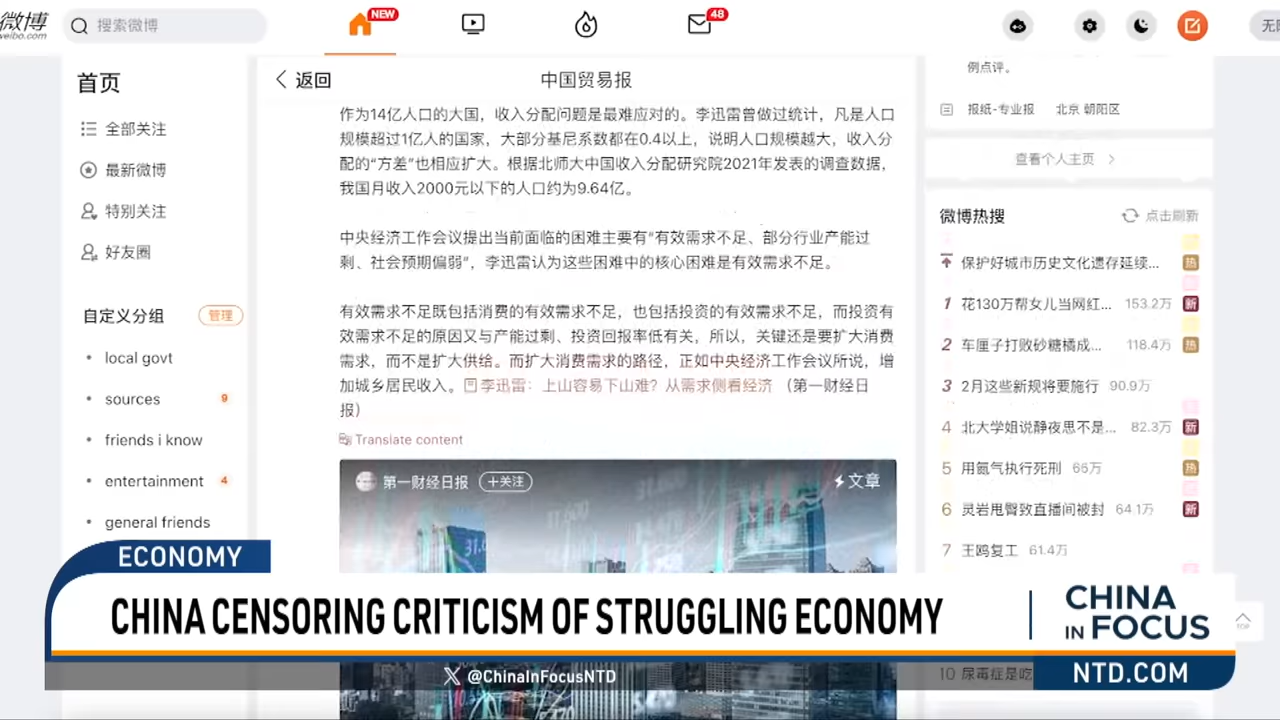 微博
weibo.com
搜索微博
NEW
48
首页
全部关注
最新微博
特别关注
好友圈
自定义分组
管理
local govt
sources
9
friends i know
entertainment
4
general friends
返回
中国贸易报
作为14亿人口的大国，收入分配问题是最难应对的。李迅雷曾做过统计，凡是人口
规模超过1亿人的国家，大部分基尼系数都在0.4以上，说明人口规模越大，收入分
配的“方差”也相应扩大。根据北师大中国收入分配研究院2021年发表的调查数据，
我国月收入2000元以下的人口约为9.64亿。
中央经济工作会议提出当前面临的困难主要有“有效需求不足、部分行业产能过
剩、社会预期偏弱”，李迅雷认为这些困难中的核心困难是有效需求不足。
有效需求不足既包括消费的有效需求不足，也包括投资的有效需求不足，而投资有
效需求不足的原因又与产能过剩、投资回报率低有关，所以，关键还是要扩大消费
需求，而不是扩大供给。而扩大消费需求的路径，正如中央经济工作会议所说，增
加城乡居民收入。李迅雷：上山容易下山难？从需求侧看经济 （第一财经日
报）
Translate content
第一财经日报
+关注
文章
例点评。
报纸-专业报 北京 朝阳区
查看个人主页
微博热搜
点击刷新
保护好城市历史文化遗存延续... 热
1 花130万帮女儿当网红... 153.2万 新
2 车厘子打败砂糖橘成... 118.4万 热
3 2月这些新规将要施行 90.9万
4 北大学姐说静夜思不是... 82.3万 新
5 用氮气执行死刑 66万 热
6 灵岩甩臀致直播间被封 64.1万 新
7 王鸥复工 61.4万
10 尿毒症是吃
TOP
ECONOMY
CHINA CENSORING CRITICISM OF STRUGGLING ECONOMY
CHINA
IN FOCUS
NTD.COM
@ChinaInFocusNTD